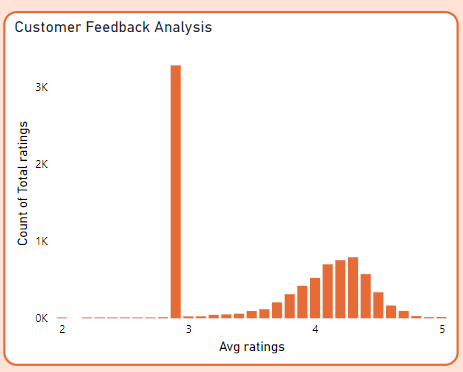 Customer Feedback Analysis
Count of Total ratings
3K
2K
1K
0K
2 3 4 5
Avg ratings